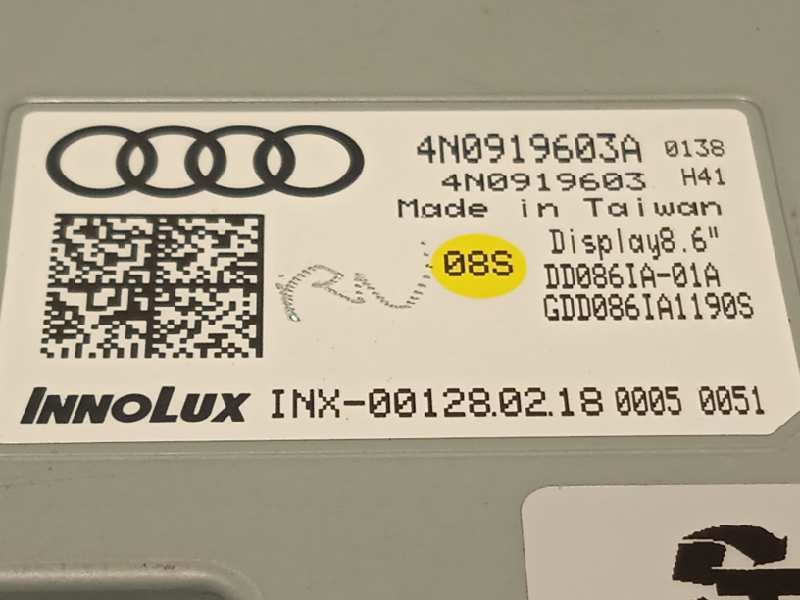 4N0919603A 0138
4N0919603 H41
Made in Taiwan
Display8.6"
08S
DD086IA-01A
GDD086IA1190S
INNOLUX INX-00128.02.18 0005 0051